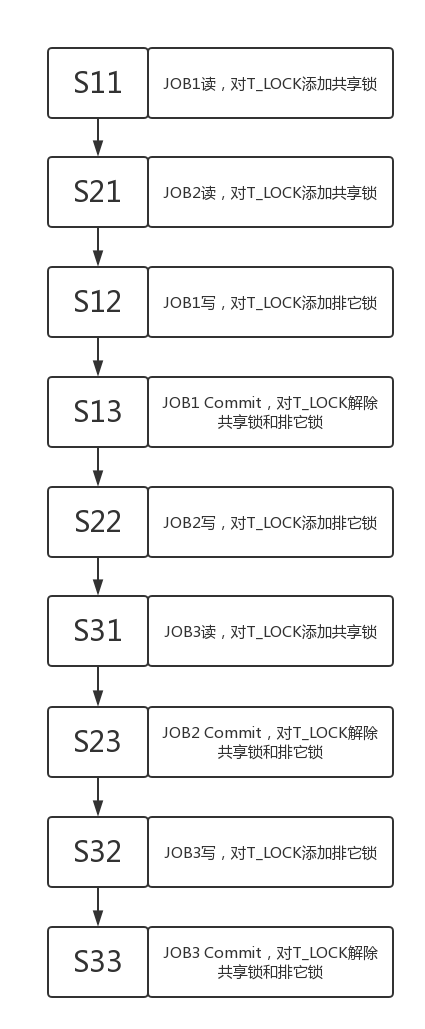 S11
JOB1读，对T_LOCK添加共享锁
S21
JOB2读，对T_LOCK添加共享锁
S12
JOB1写，对T_LOCK添加排它锁
S13
JOB1 Commit，对T_LOCK解除
共享锁和排它锁
S22
JOB2写，对T_LOCK添加排它锁
S31
JOB3读，对T_LOCK添加共享锁
S23
JOB2 Commit，对T_LOCK解除
共享锁和排它锁
S32
JOB3写，对T_LOCK添加排它锁
S33
JOB3 Commit，对T_LOCK解除
共享锁和排它锁